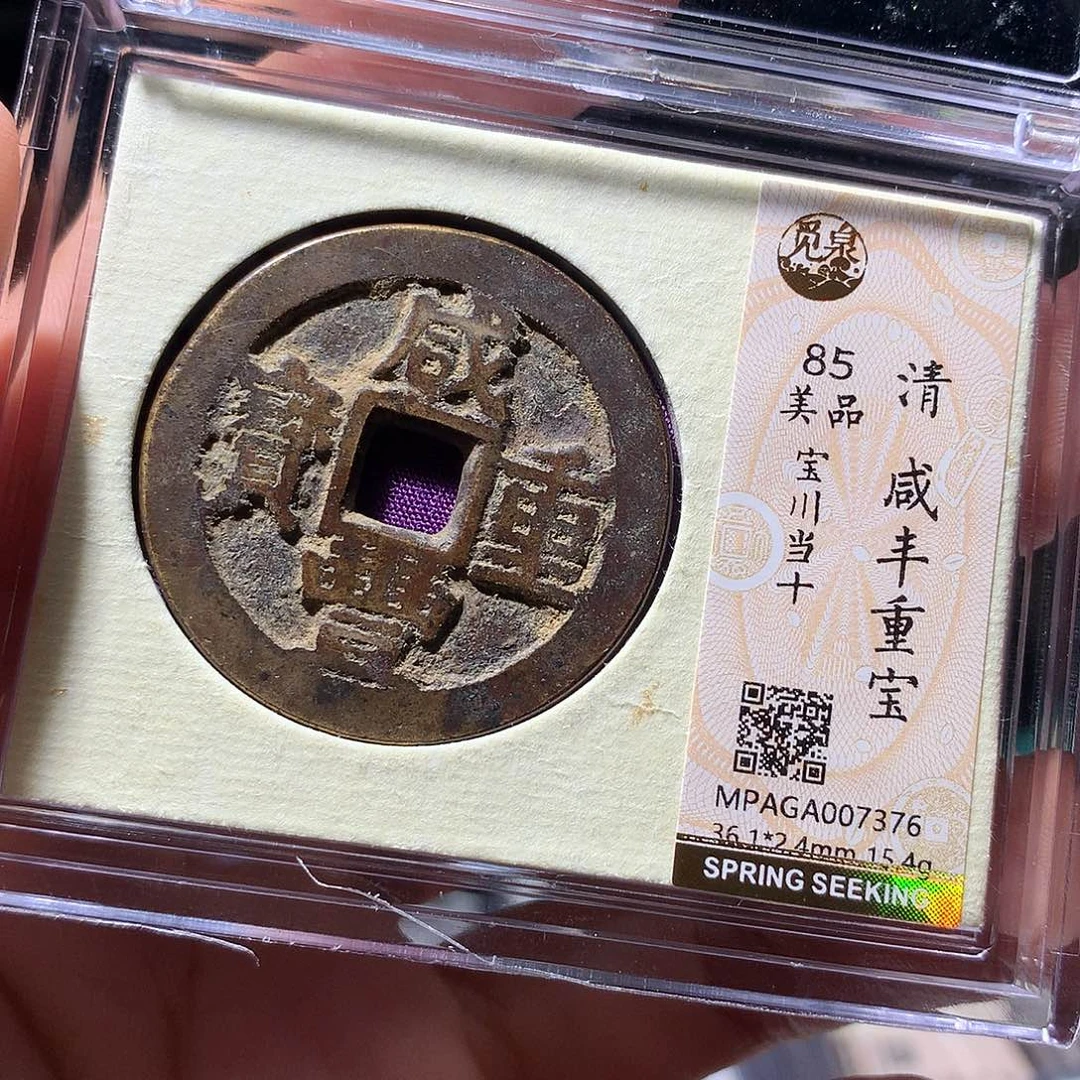 咸
豐
重
寶
觅泉
85
美品
宝川当十
清 咸丰重宝
MPAGA007376
36.1*2.4mm 15.4g
SPRING SEEKING